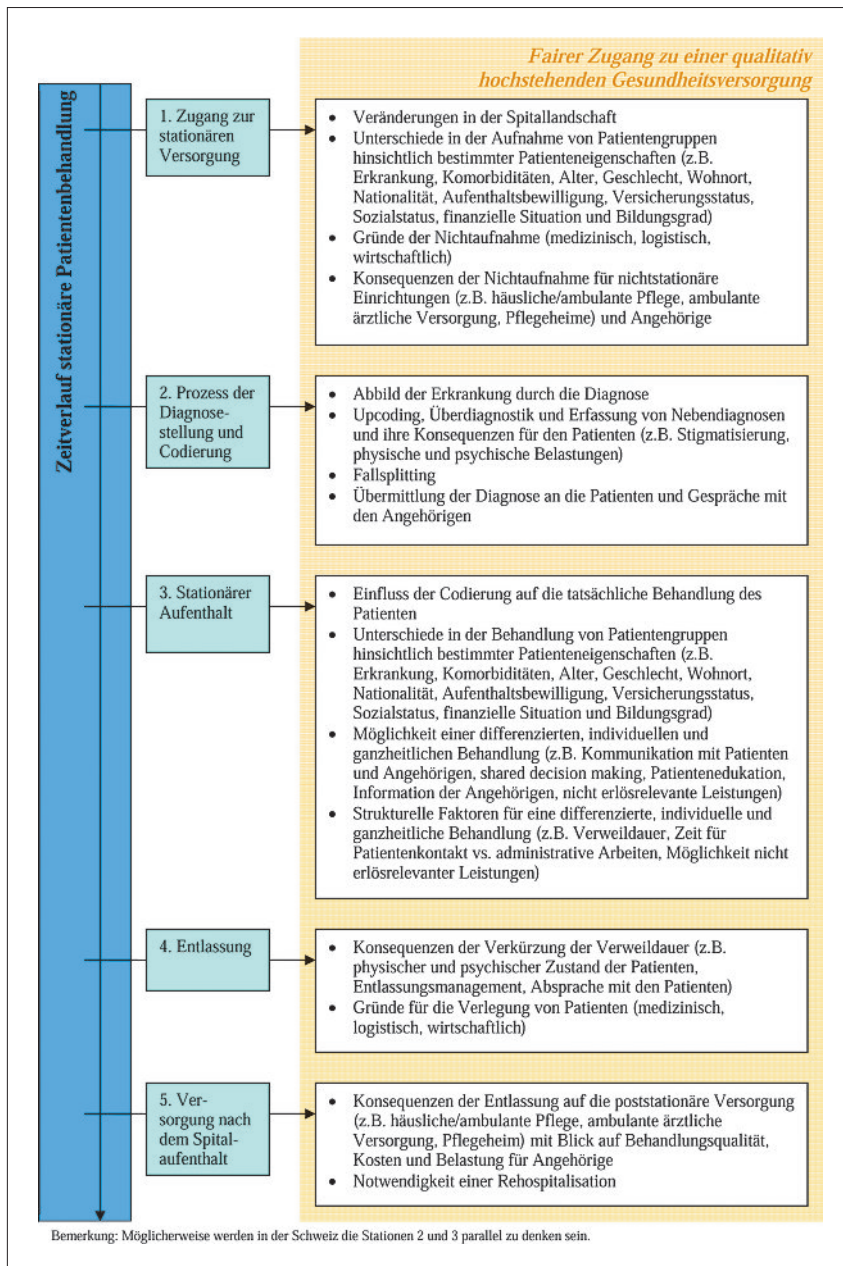 Fairer Zugang zu einer qualitativ
hochstehenden Gesundheitsversorgung
Zeitverlauf stationäre Patientenbehandlung
1. Zugang zur
stationären
Versorgung
• Veränderungen in der Spitallandschaft
• Unterschiede in der Aufnahme von Patientengruppen
hinsichtlich bestimmter Patienteneigenschaften (z.B.
Erkrankung, Komorbiditäten, Alter, Geschlecht, Wohnort,
Nationalität, Aufenthaltsbewilligung, Versicherungsstatus,
Sozialstatus, finanzielle Situation und Bildungsgrad)
• Gründe der Nichtaufnahme (medizinisch, logistisch,
wirtschaftlich)
• Konsequenzen der Nichtaufnahme für nichtstationäre
Einrichtungen (z.B. häusliche/ambulante Pflege, ambulante
ärztliche Versorgung, Pflegeheime) und Angehörige
2. Prozess der
Diagnose-
stellung und
Codierung
• Abbild der Erkrankung durch die Diagnose
• Upcoding, Überdiagnostik und Erfassung von Nebendiagnosen
und ihre Konsequenzen für den Patienten (z.B. Stigmatisierung,
physische und psychische Belastungen)
• Fallsplitting
• Übermittlung der Diagnose an die Patienten und Gespräche mit
den Angehörigen
3. Stationärer
Aufenthalt
• Einfluss der Codierung auf die tatsächliche Behandlung des
Patienten
• Unterschiede in der Behandlung von Patientengruppen
hinsichtlich bestimmter Patienteneigenschaften (z.B.
Erkrankung, Komorbiditäten, Alter, Geschlecht, Wohnort,
Nationalität, Aufenthaltsbewilligung, Versicherungsstatus,
Sozialstatus, finanzielle Situation und Bildungsgrad)
• Möglichkeit einer differenzierten, individuellen und
ganzheitlichen Behandlung (z.B. Kommunikation mit Patienten
und Angehörigen, shared decision making, Patientenedukation,
Information der Angehörigen, nicht erlösrelevante Leistungen)
• Strukturelle Faktoren für eine differenzierte, individuelle und
ganzheitliche Behandlung (z.B. Verweildauer, Zeit für
Patientenkontakt vs. administrative Arbeiten, Möglichkeit nicht
erlösrelevanter Leistungen)
4. Entlassung
• Konsequenzen der Verkürzung der Verweildauer (z.B.
physischer und psychischer Zustand der Patienten,
Entlassungsmanagement, Absprache mit den Patienten)
• Gründe für die Verlegung von Patienten (medizinisch,
logistisch, wirtschaftlich)
5. Ver-
sorgung nach
dem Spital-
aufenthalt
• Konsequenzen der Entlassung auf die poststationäre Versorgung
(z.B. häusliche/ambulante Pflege, ambulante ärztliche
Versorgung, Pflegeheim) mit Blick auf Behandlungsqualität,
Kosten und Belastung für Angehörige
• Notwendigkeit einer Rehospitalisation
Bemerkung: Möglicherweise werden in der Schweiz die Stationen 2 und 3 parallel zu denken sein.